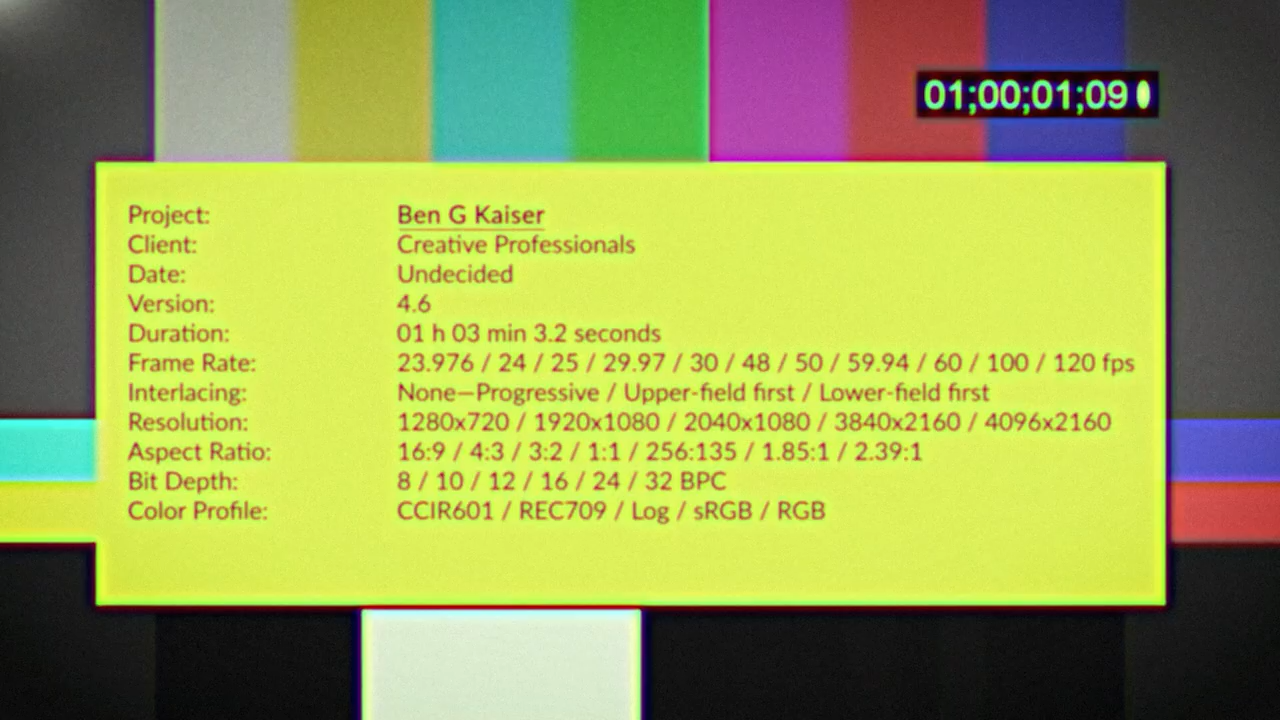 01;00;01;09
Project: Ben G Kaiser
Client: Creative Professionals
Date: Undecided
Version: 4.6
Duration: 01 h 03 min 3.2 seconds
Frame Rate: 23.976 / 24 / 25 / 29.97 / 30 / 48 / 50 / 59.94 / 60 / 100 / 120 fps
Interlacing: None—Progressive / Upper-field first / Lower-field first
Resolution: 1280x720 / 1920x1080 / 2040x1080 / 3840x2160 / 4096x2160
Aspect Ratio: 16:9 / 4:3 / 3:2 / 1:1 / 256:135 / 1.85:1 / 2.39:1
Bit Depth: 8 / 10 / 12 / 16 / 24 / 32 BPC
Color Profile: CCIR601 / REC709 / Log / sRGB / RGB